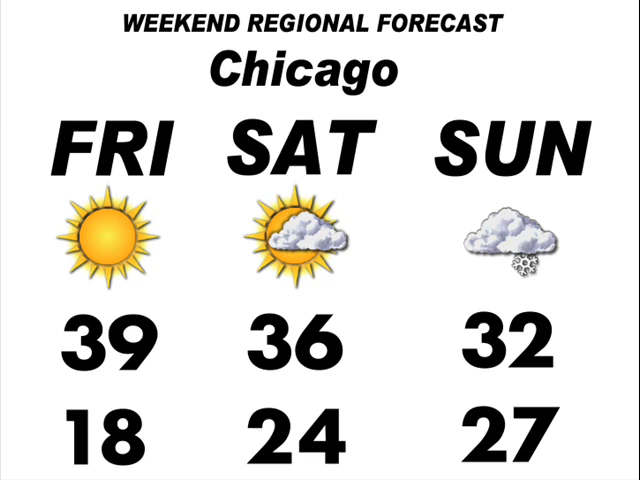 WEEKEND REGIONAL FORECAST
Chicago
FRI SAT SUN
39 36 32
18 24 27